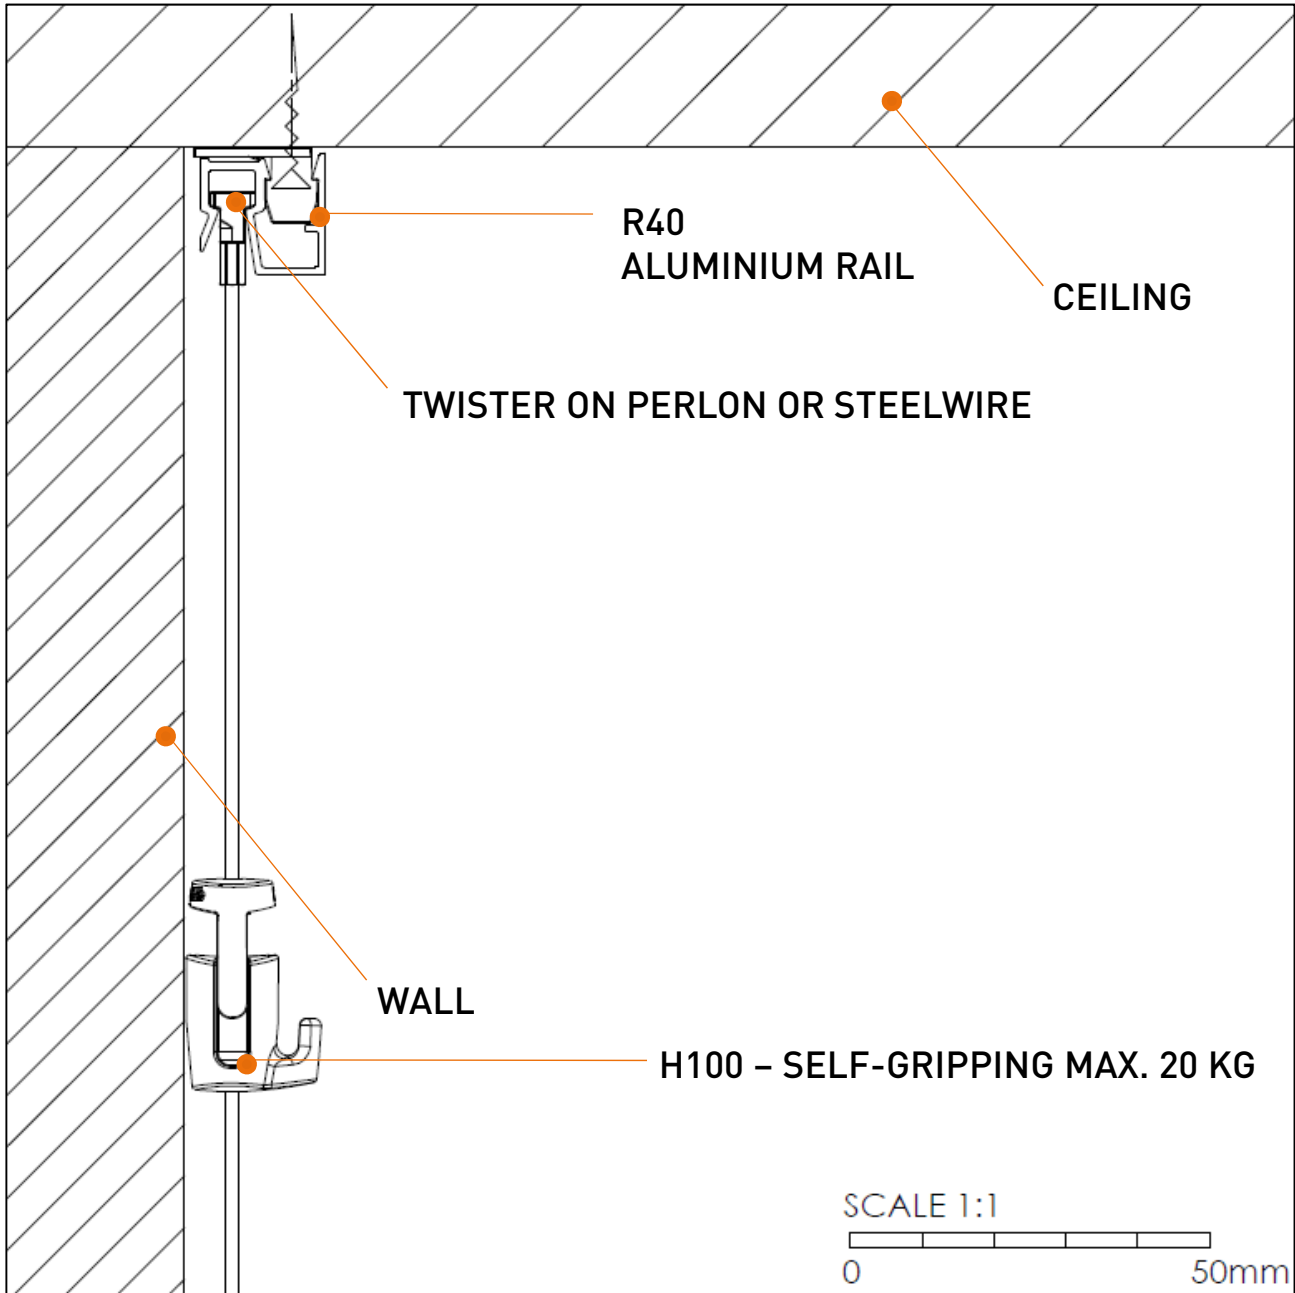 R40
ALUMINIUM RAIL
CEILING
TWISTER ON PERLON OR STEELWIRE
WALL
H100 – SELF-GRIPPING MAX. 20 KG
SCALE 1:1
0 50mm